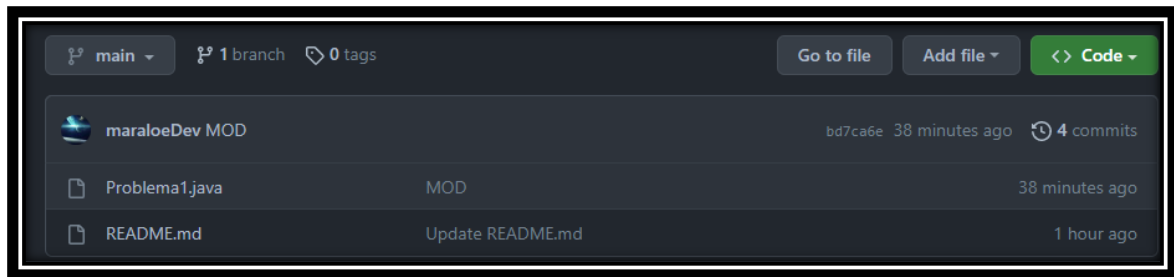 main 1 branch 0 tags Go to file Add file <> Code
maraloeDev MOD bd7ca6e 38 minutes ago 4 commits
Problema1.java MOD 38 minutes ago
README.md Update README.md 1 hour ago